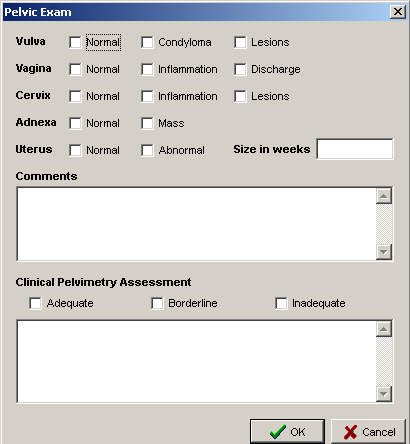 Pelvic Exam
Vulva Normal Condyloma Lesions
Vagina Normal Inflammation Discharge
Cervix Normal Inflammation Lesions
Adnexa Normal Mass
Uterus Normal Abnormal Size in weeks
Comments
Clinical Pelvimetry Assessment
Adequate Borderline Inadequate
OK Cancel